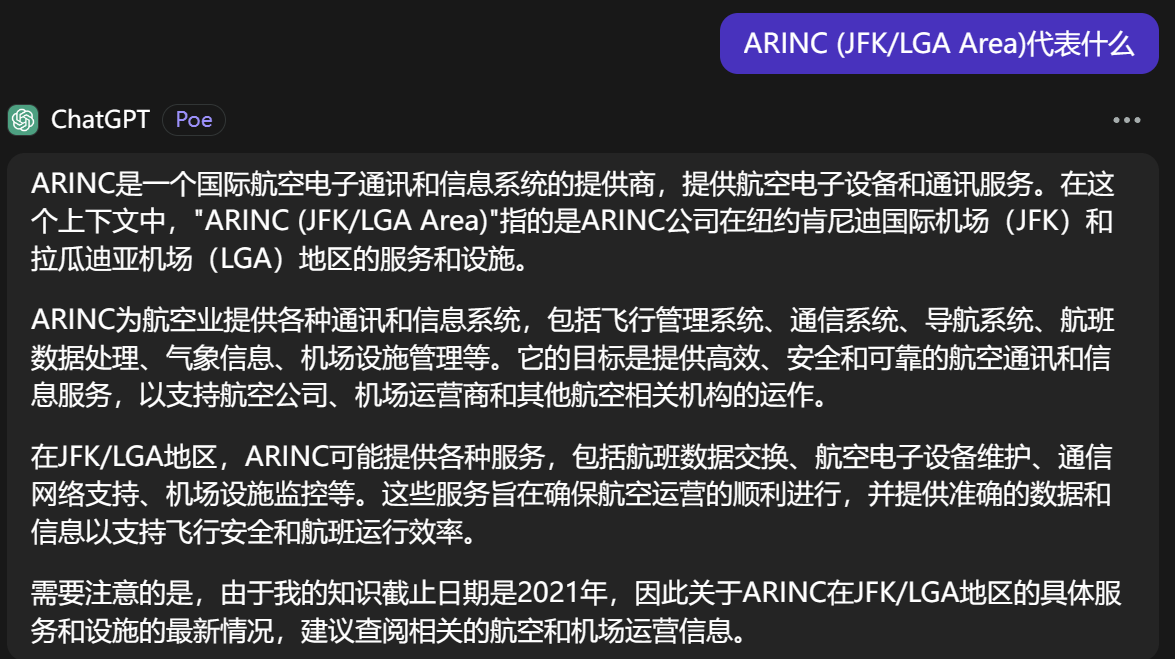 ARINC (JFK/LGA Area)代表什么
ChatGPT Poe
ARINC是一个国际航空电子通讯和信息系统的提供商，提供航空电子设备和通讯服务。在这
个上下文中，"ARINC (JFK/LGA Area)"指的是ARINC公司在纽约肯尼迪国际机场（JFK）和
拉瓜迪亚机场（LGA）地区的服务和设施。
ARINC为航空业提供各种通讯和信息系统，包括飞行管理系统、通信系统、导航系统、航班
数据处理、气象信息、机场设施管理等。它的目标是提供高效、安全和可靠的航空通讯和信
息服务，以支持航空公司、机场运营商和其他航空相关机构的运作。
在JFK/LGA地区，ARINC可能提供各种服务，包括航班数据交换、航空电子设备维护、通信
网络支持、机场设施监控等。这些服务旨在确保航空运营的顺利进行，并提供准确的数据和
信息以支持飞行安全和航班运行效率。
需要注意的是，由于我的知识截止日期是2021年，因此关于ARINC在JFK/LGA地区的具体服
务和设施的最新情况，建议查阅相关的航空和机场运营信息。